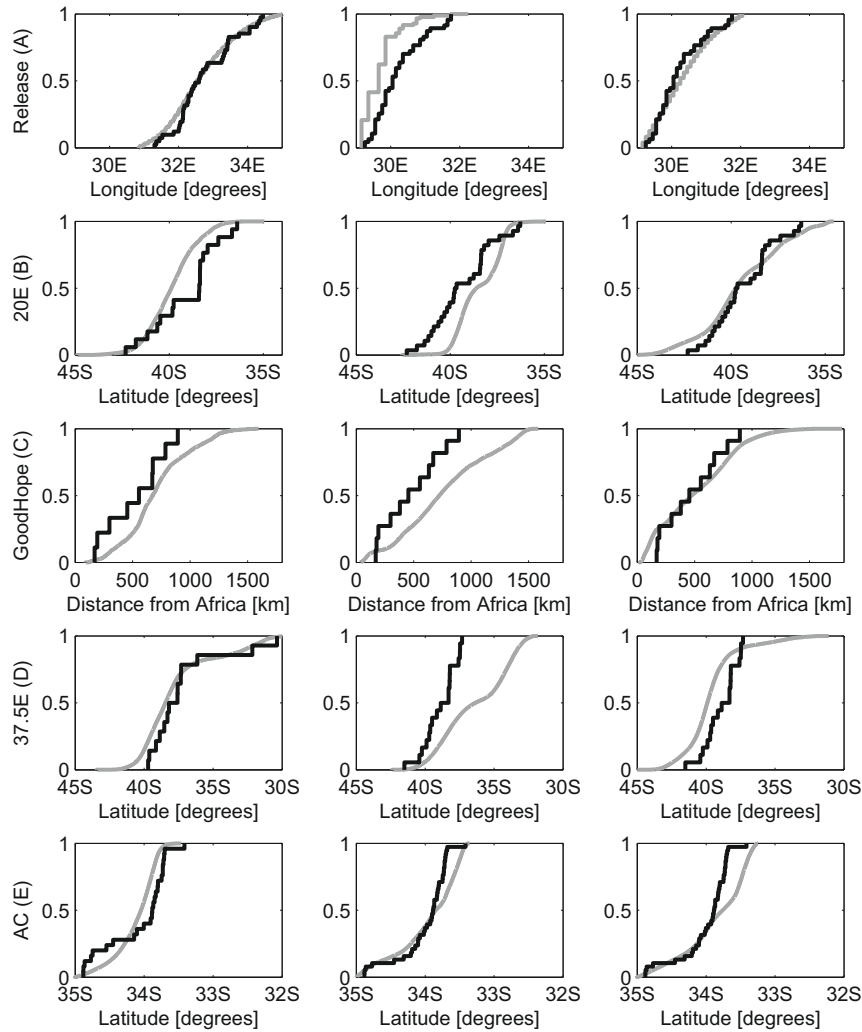 1 1 1
Release (A) 0.5 0.5 0.5
0 0 0
30E 32E 34E 30E 32E 34E 30E 32E 34E
Longitude [degrees] Longitude [degrees] Longitude [degrees]
1 1 1
20E (B) 0.5 0.5 0.5
0 0 0
45S 40S 35S 45S 40S 35S 45S 40S 35S
Latitude [degrees] Latitude [degrees] Latitude [degrees]
1 1 1
GoodHope (C) 0.5 0.5 0.5
0 0 0
0 500 1000 1500 0 500 1000 1500 0 500 1000 1500
Distance from Africa [km] Distance from Africa [km] Distance from Africa [km]
1 1 1
37.5E (D) 0.5 0.5 0.5
0 0 0
45S 40S 35S 30S 45S 40S 35S 30S 45S 40S 35S 30S
Latitude [degrees] Latitude [degrees] Latitude [degrees]
1 1 1
AC (E) 0.5 0.5 0.5
0 0 0
35S 34S 33S 32S 35S 34S 33S 32S 35S 34S 33S 32S
Latitude [degrees] Latitude [degrees] Latitude [degrees]